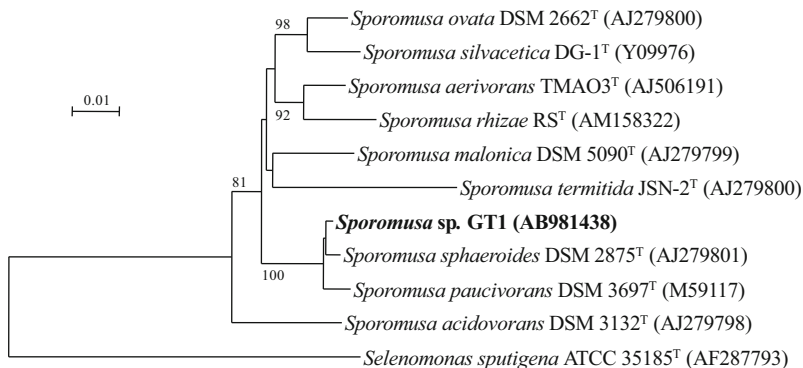 98
Sporomusa ovata DSM 2662ᵀ (AJ279800)
Sporomusa silvacetica DG-1ᵀ (Y09976)
Sporomusa aerivorans TMAO3ᵀ (AJ506191)
0.01
92
Sporomusa rhizae RSᵀ (AM158322)
Sporomusa malonica DSM 5090ᵀ (AJ279799)
81
Sporomusa termitida JSN-2ᵀ (AJ279800)
Sporomusa sp. GT1 (AB981438)
Sporomusa sphaeroides DSM 2875ᵀ (AJ279801)
100
Sporomusa paucivorans DSM 3697ᵀ (M59117)
Sporomusa acidovorans DSM 3132ᵀ (AJ279798)
Selenomonas sputigena ATCC 35185ᵀ (AF287793)